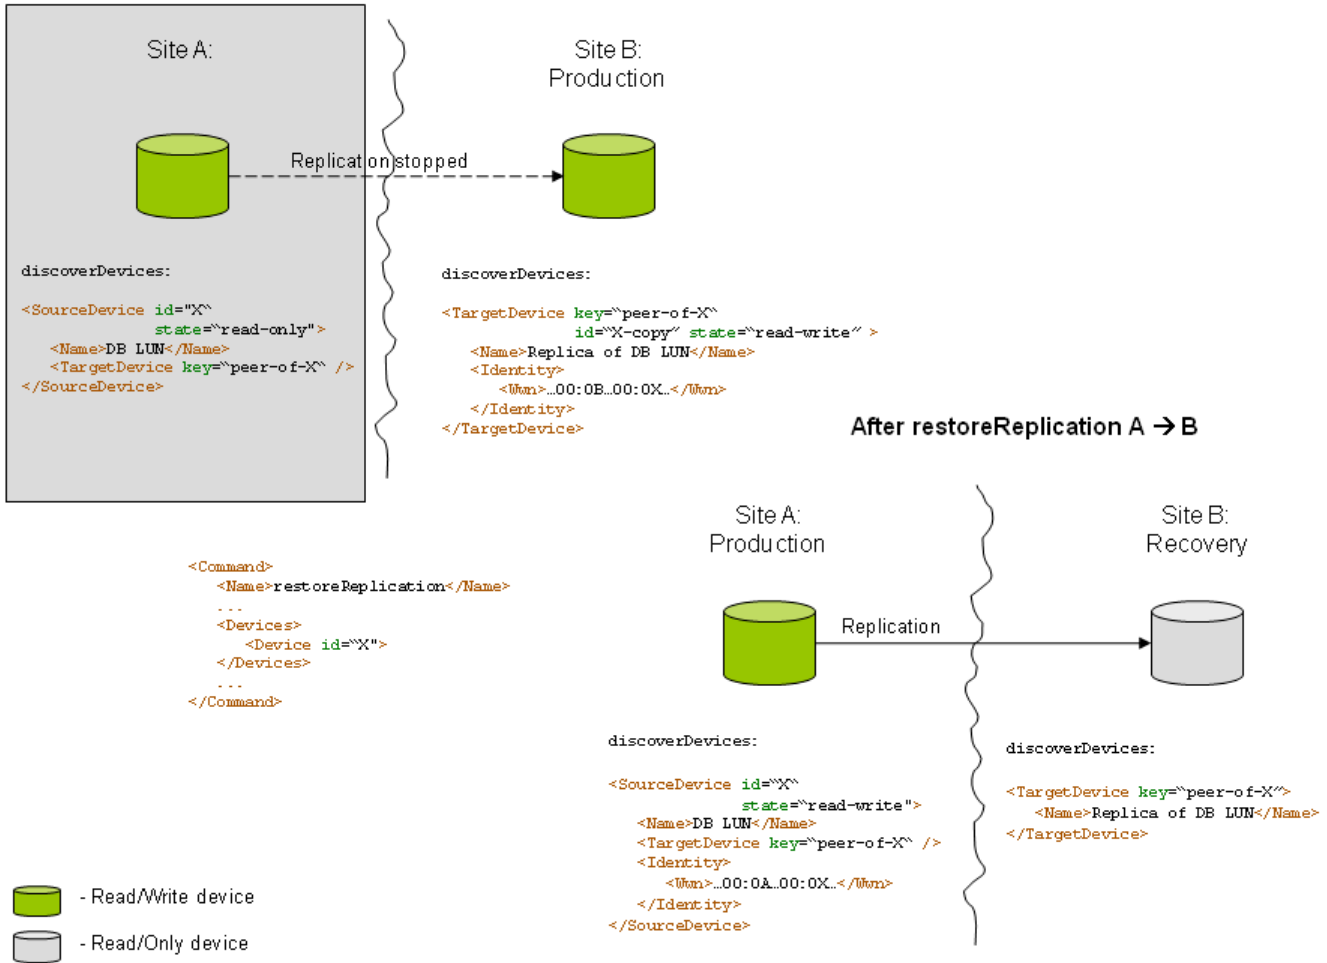 Site A:
Site B:
Production
Replication stopped
discoverDevices:
<SourceDevice id="X"
state="read-only">
<Name>DB LUN</Name>
<TargetDevice key="peer-of-X" />
</SourceDevice>
discoverDevices:
<TargetDevice key="peer-of-X"
id="X-copy" state="read-write" >
<Name>Replica of DB LUN</Name>
<Identity>
<Wwn>…00:0B…00:0X…</Wwn>
</Identity>
</TargetDevice>
After restoreReplication A → B
<Command>
<Name>restoreReplication</Name>
...
<Devices>
<Device id="X">
</Devices>
...
</Command>
Site A:
Production
Site B:
Recovery
Replication
discoverDevices:
<SourceDevice id="X"
state="read-write">
<Name>DB LUN</Name>
<TargetDevice key="peer-of-X" />
<Identity>
<Wwn>…00:0A…00:0X…</Wwn>
</Identity>
</SourceDevice>
discoverDevices:
<TargetDevice key="peer-of-X">
<Name>Replica of DB LUN</Name>
</TargetDevice>
- Read/Write device
- Read/Only device